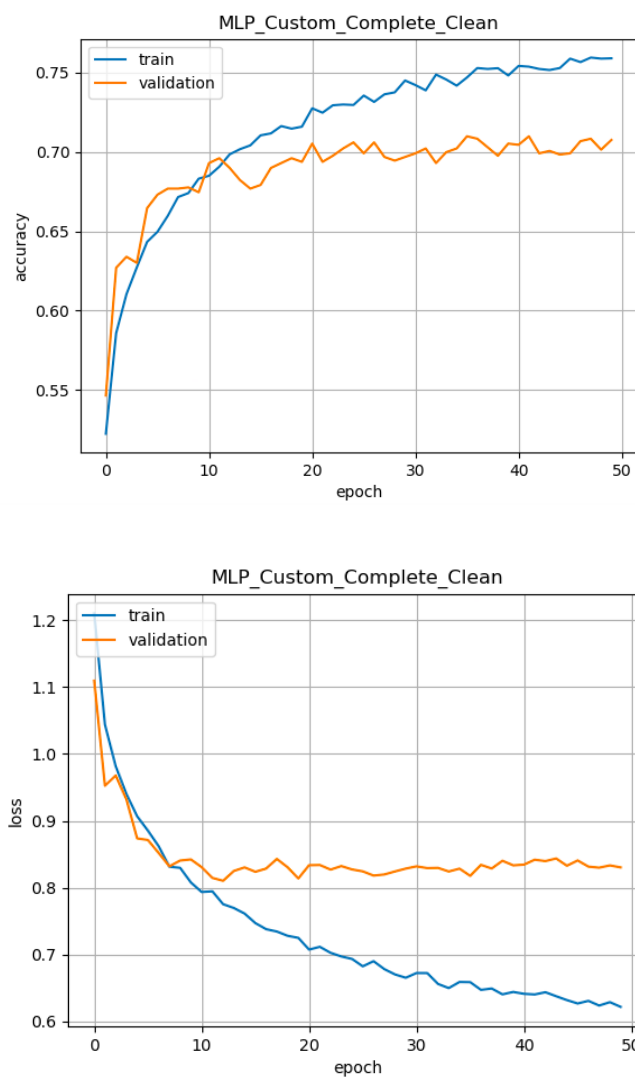 MLP_Custom_Complete_Clean
train
validation
accuracy
0.75
0.70
0.65
0.60
0.55
0 10 20 30 40 50
epoch
MLP_Custom_Complete_Clean
train
validation
loss
1.2
1.1
1.0
0.9
0.8
0.7
0.6
0 10 20 30 40 50
epoch